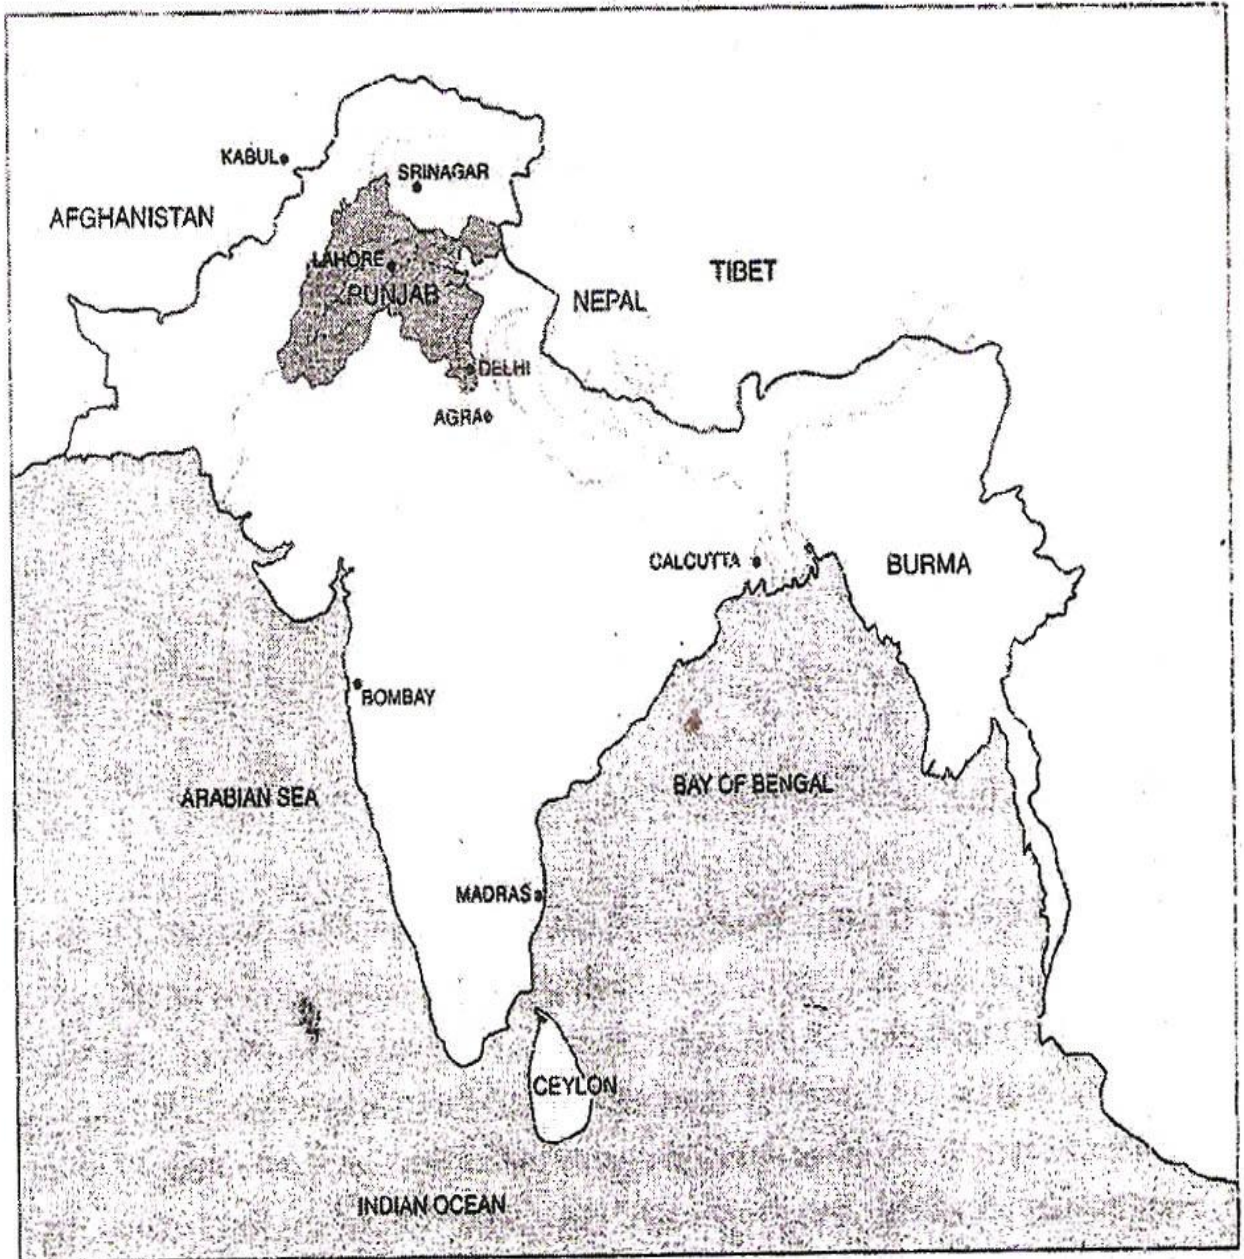 KABUL
SRINAGAR
AFGHANISTAN
LAHORE
TIBET
PUNJAB
NEPAL
DELHI
AGRA
CALCUTTA
BURMA
BOMBAY
ARABIAN SEA
BAY OF BENGAL
MADRAS
CEYLON
INDIAN OCEAN